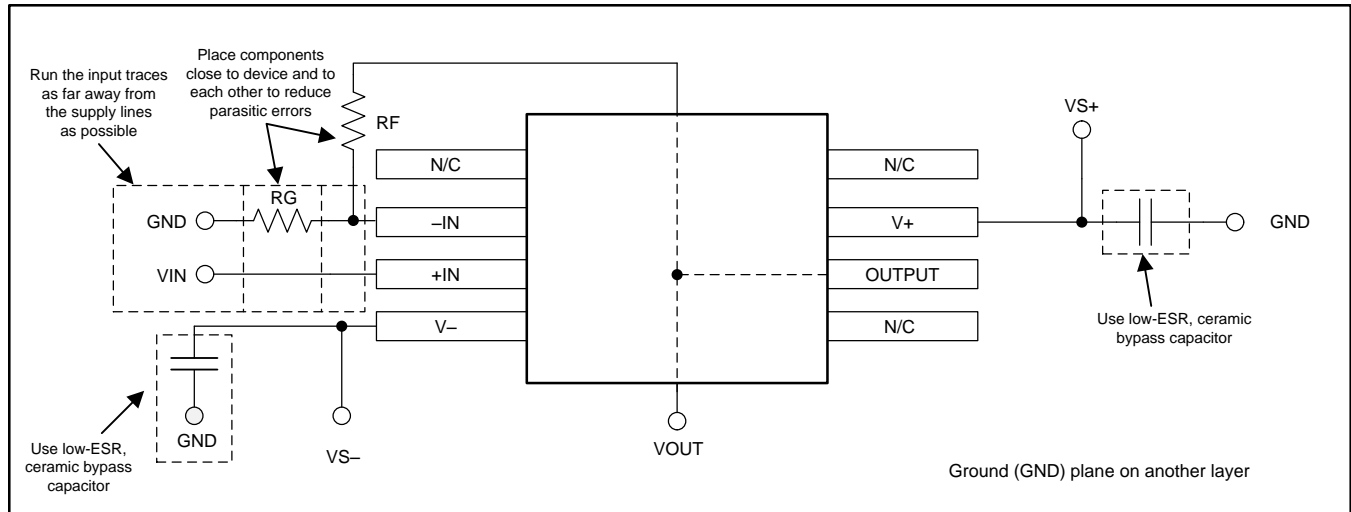 Run the input traces
as far away from
the supply lines
as possible
Place components
close to device and to
each other to reduce
parasitic errors
RF
VS+
N/C
N/C
RG
GND
–IN
V+
GND
VIN
+IN
OUTPUT
V–
N/C
Use low-ESR, ceramic
bypass capacitor
GND
VS–
VOUT
Use low-ESR,
ceramic bypass
capacitor
Ground (GND) plane on another layer